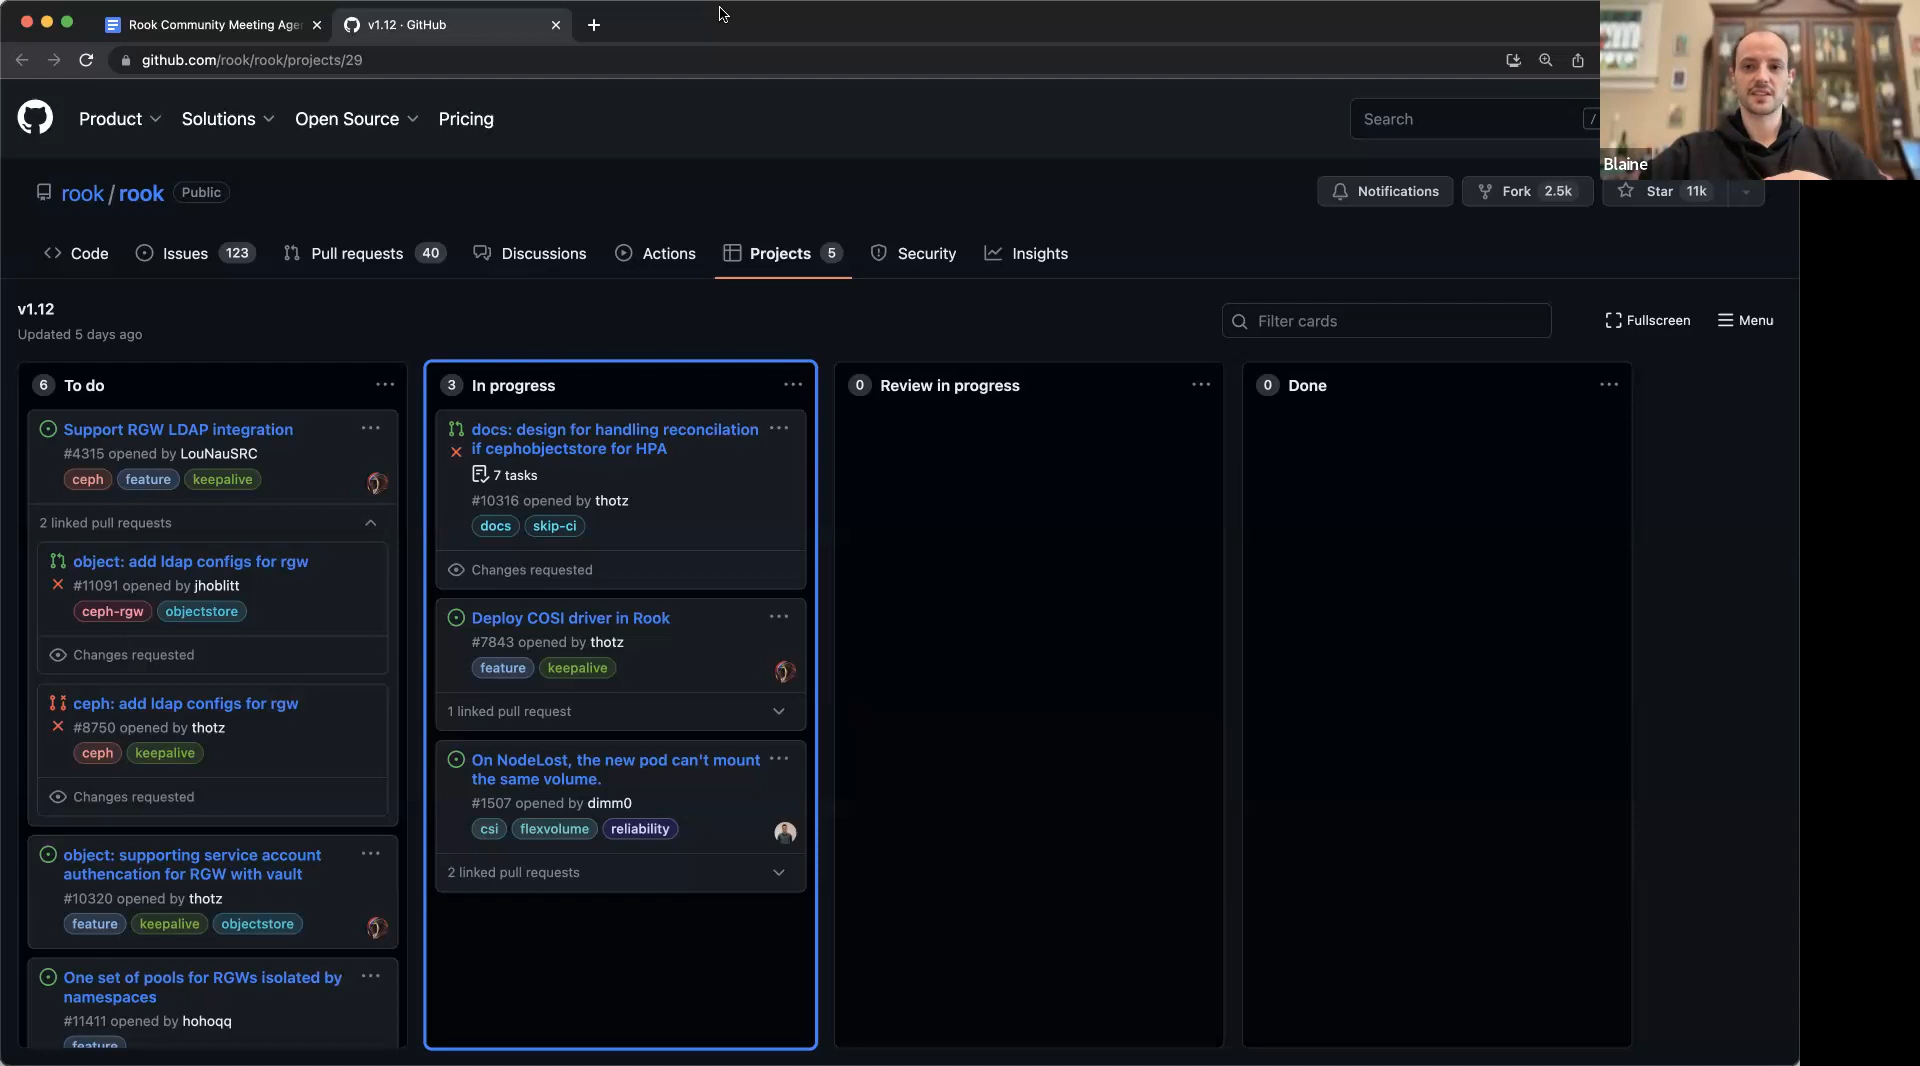 Rook Community Meeting Age
v1.12 · GitHub
github.com/rook/rook/projects/29
Product
Solutions
Open Source
Pricing
Search
/
Blaine
rook / rook
Public
Notifications
Fork 2.5k
Star 11k
Code
Issues 123
Pull requests 40
Discussions
Actions
Projects 5
Security
Insights
v1.12
Updated 5 days ago
Filter cards
Fullscreen
Menu
6 To do
Support RGW LDAP integration
#4315 opened by LouNauSRC
ceph feature keepalive
2 linked pull requests
object: add ldap configs for rgw
#11091 opened by jhoblitt
ceph-rgw objectstore
Changes requested
ceph: add ldap configs for rgw
#8750 opened by thotz
ceph keepalive
Changes requested
object: supporting service account
authencation for RGW with vault
#10320 opened by thotz
feature keepalive objectstore
One set of pools for RGWs isolated by
namespaces
#11411 opened by hohoqq
feature
3 In progress
docs: design for handling reconcilation
if cephobjectstore for HPA
7 tasks
#10316 opened by thotz
docs skip-ci
Changes requested
Deploy COSI driver in Rook
#7843 opened by thotz
feature keepalive
1 linked pull request
On NodeLost, the new pod can't mount
the same volume.
#1507 opened by dimm0
csi flexvolume reliability
2 linked pull requests
0 Review in progress
0 Done